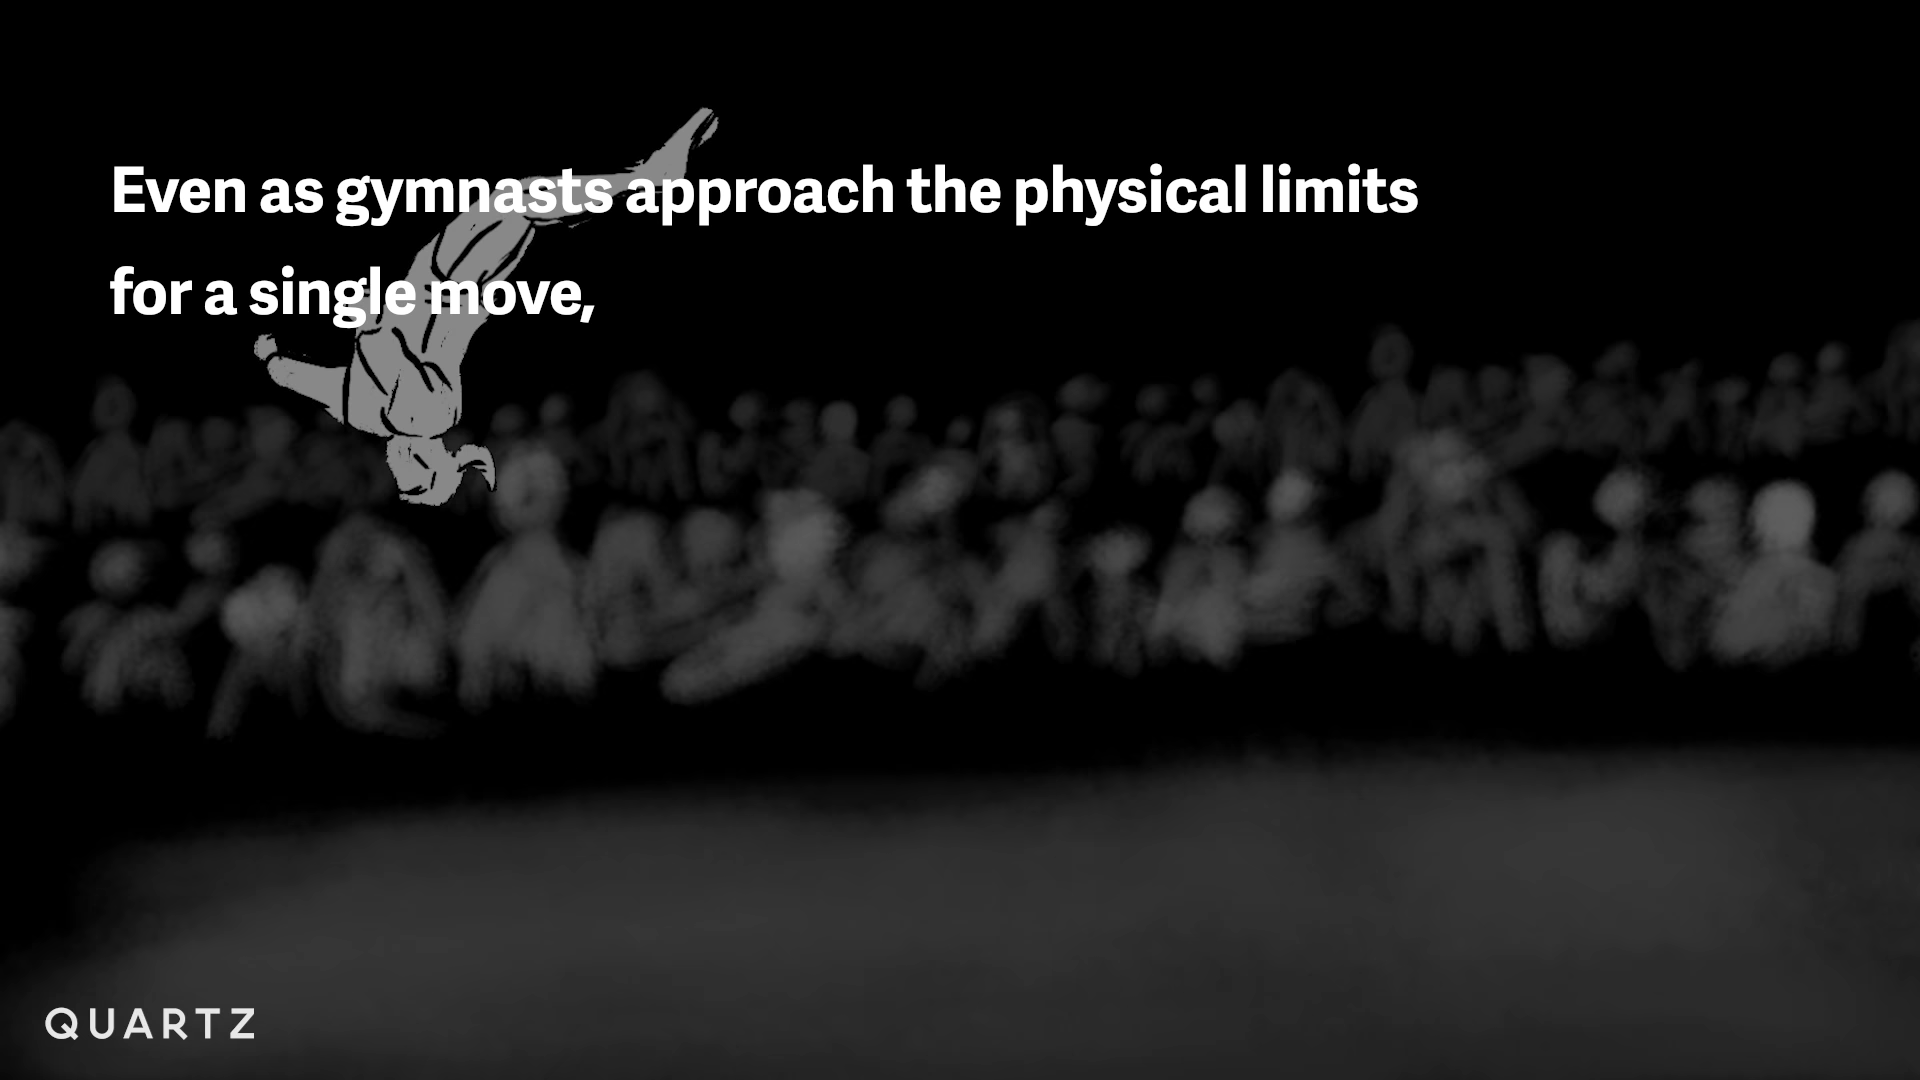 Even as gymnasts approach the physical limits
for a single move,
QUARTZ